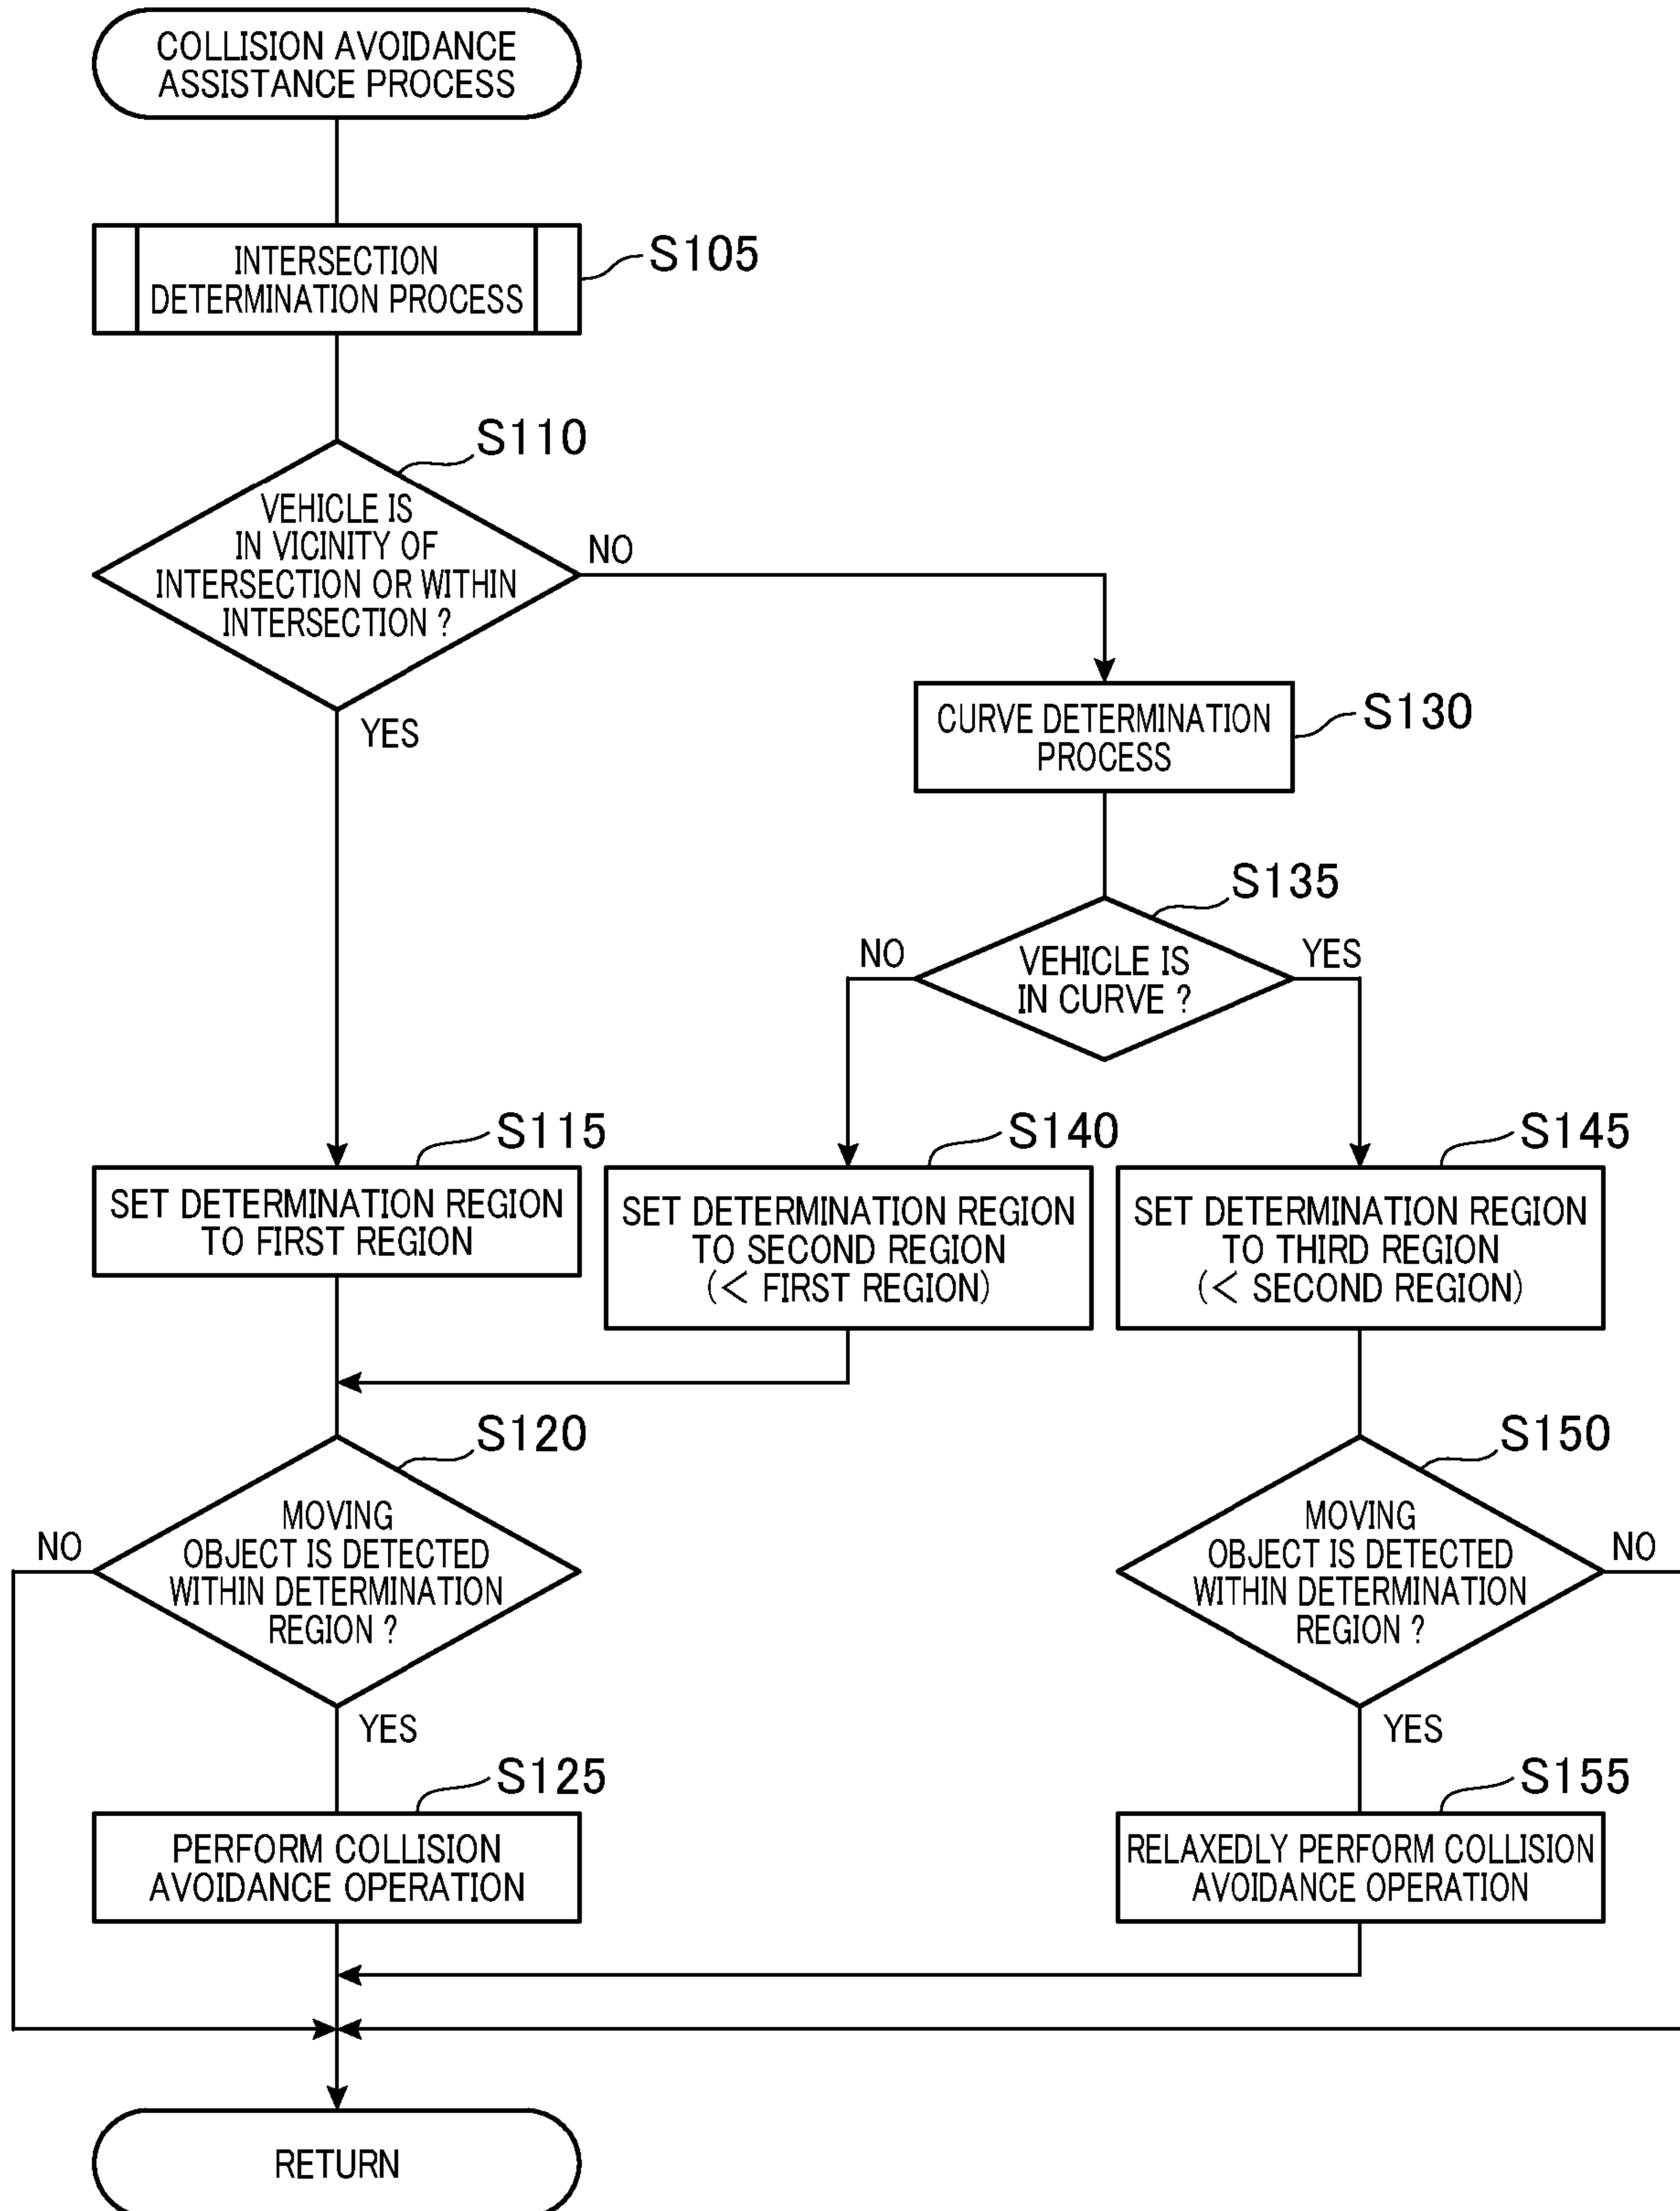 COLLISION AVOIDANCE
ASSISTANCE PROCESS
INTERSECTION
DETERMINATION PROCESS
S105
S110
VEHICLE IS
IN VICINITY OF
INTERSECTION OR WITHIN
INTERSECTION ?
NO
YES
CURVE DETERMINATION
PROCESS
S130
S135
VEHICLE IS
IN CURVE ?
NO
YES
S115
SET DETERMINATION REGION
TO FIRST REGION
S140
SET DETERMINATION REGION
TO SECOND REGION
(< FIRST REGION)
S145
SET DETERMINATION REGION
TO THIRD REGION
(< SECOND REGION)
S120
MOVING
OBJECT IS DETECTED
WITHIN DETERMINATION
REGION ?
NO
YES
S150
MOVING
OBJECT IS DETECTED
WITHIN DETERMINATION
REGION ?
NO
YES
S125
PERFORM COLLISION
AVOIDANCE OPERATION
S155
RELAXEDLY PERFORM COLLISION
AVOIDANCE OPERATION
RETURN